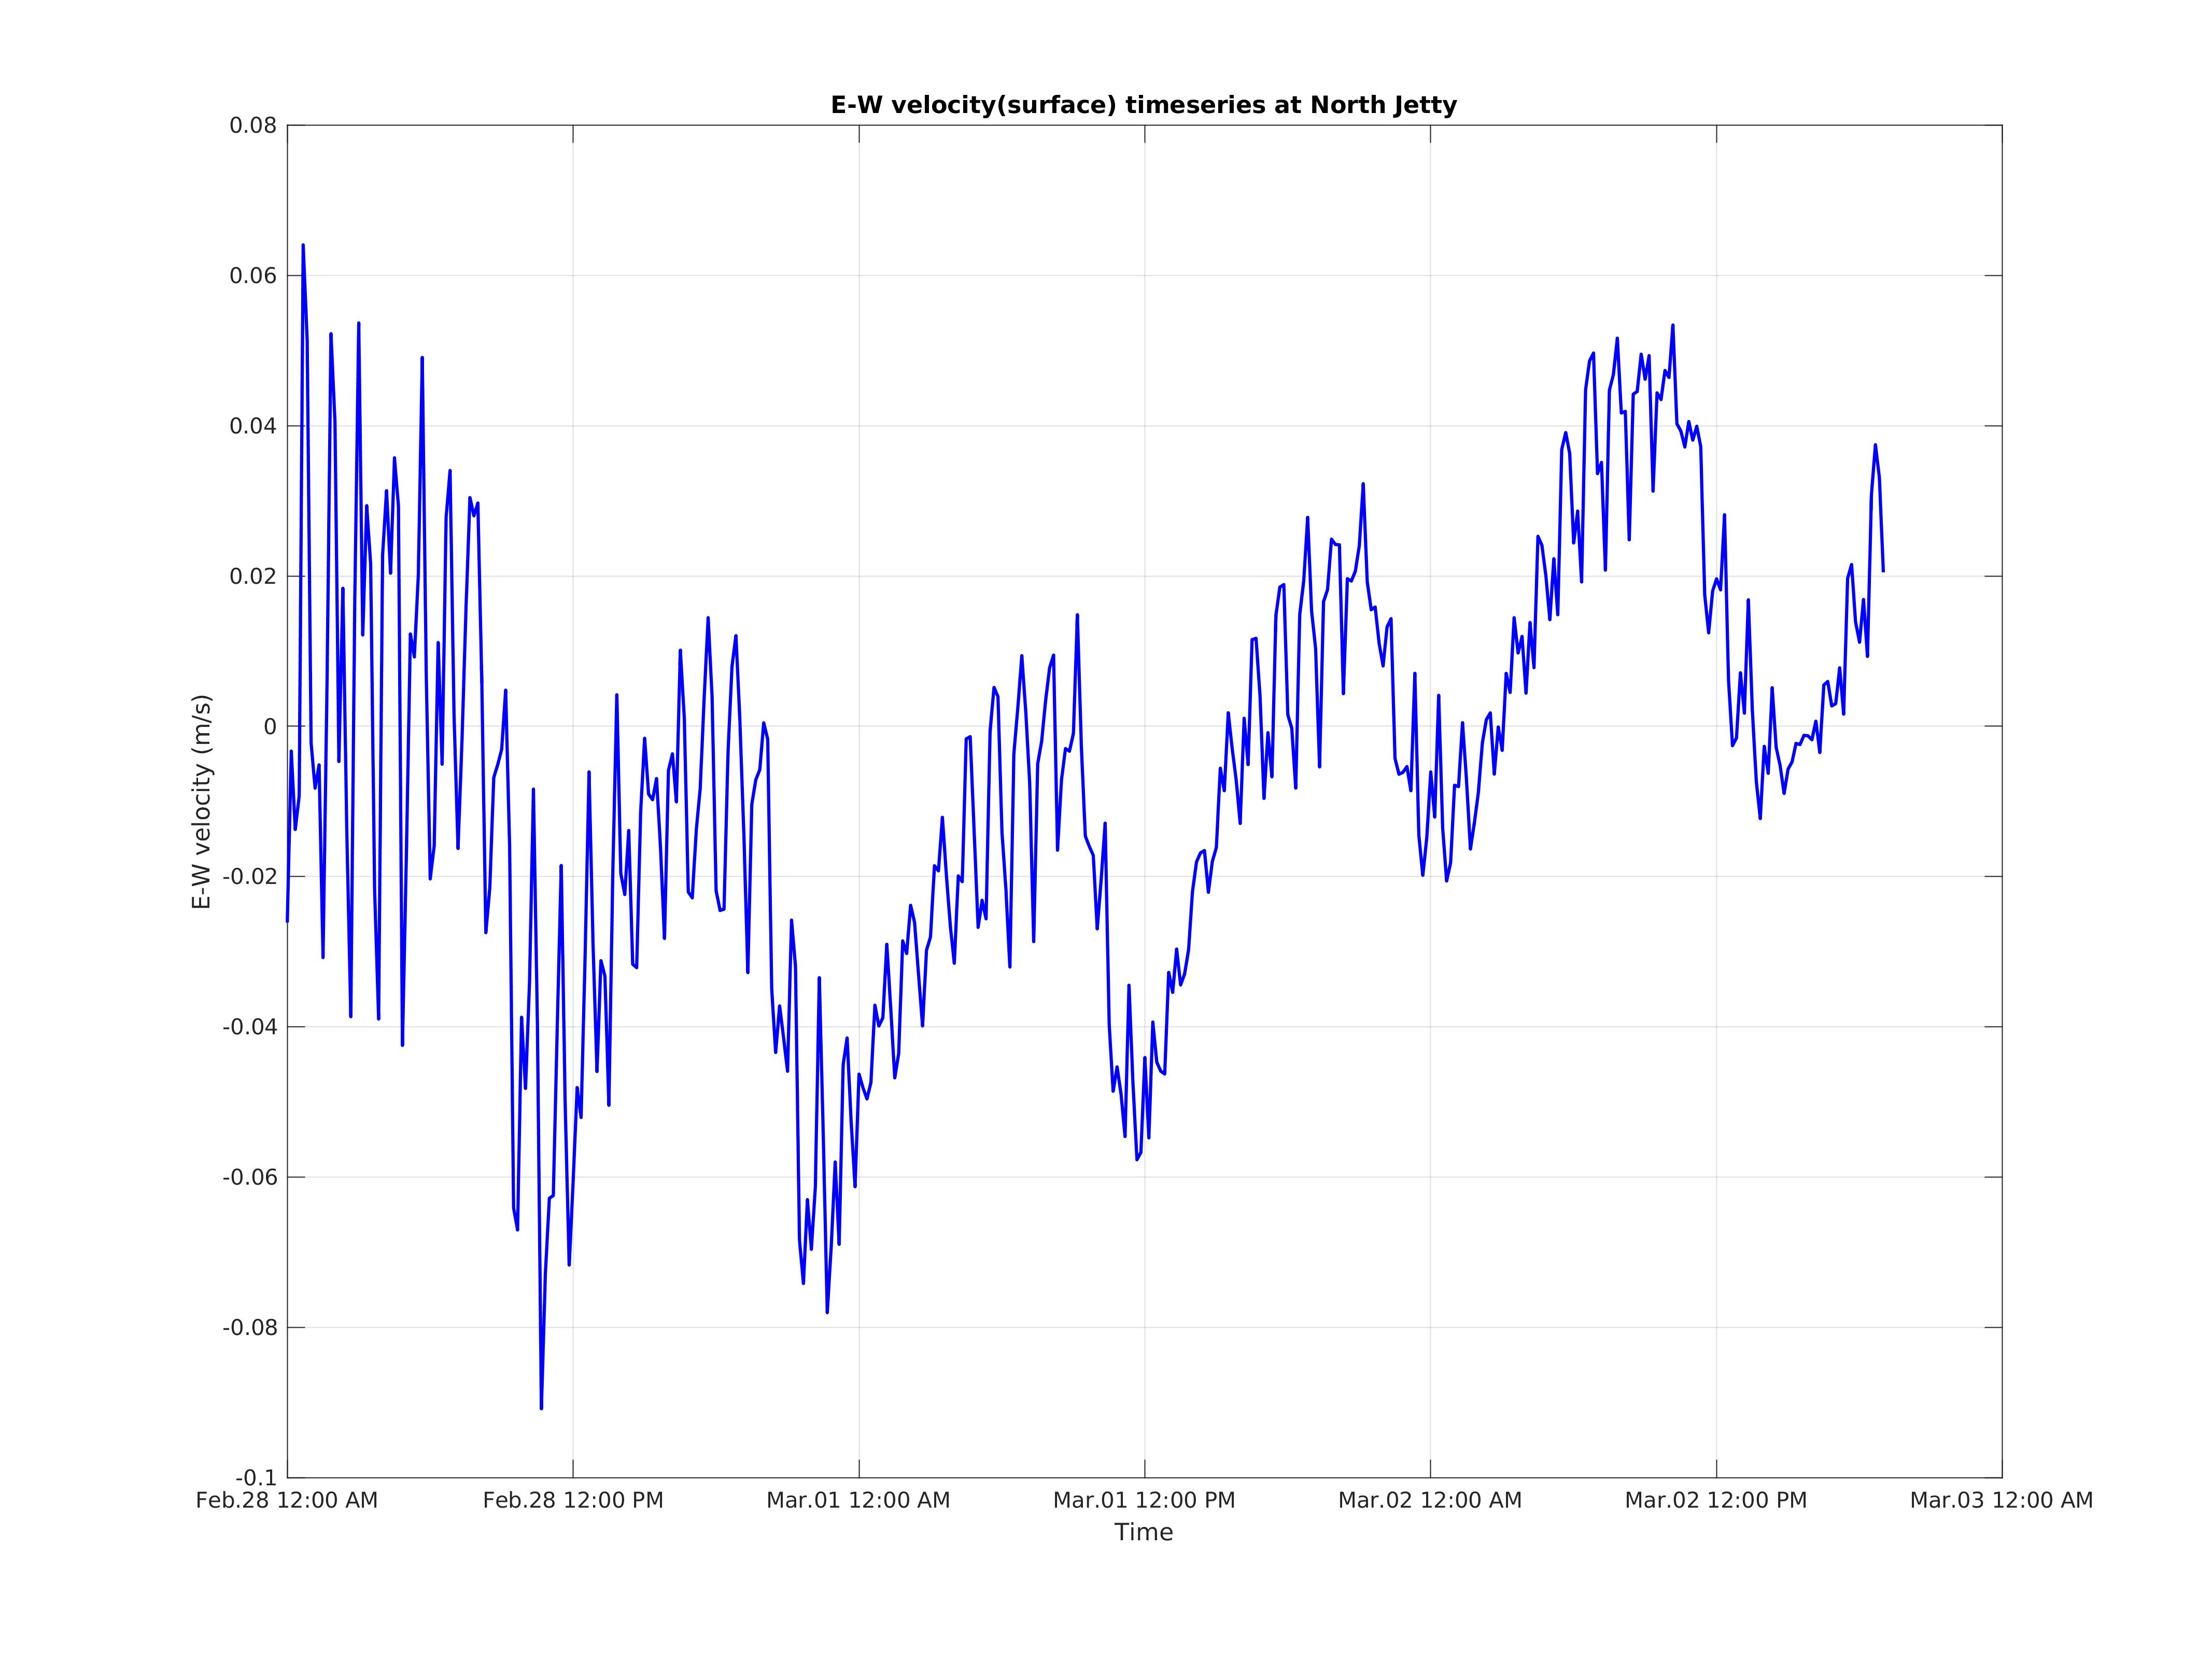 E-W velocity(surface) timeseries at North Jetty
0.08
0.06
0.04
0.02
0
-0.02
-0.04
-0.06
-0.08
-0.1
E-W velocity (m/s)
Feb.28 12:00 AM
Feb.28 12:00 PM
Mar.01 12:00 AM
Mar.01 12:00 PM
Mar.02 12:00 AM
Mar.02 12:00 PM
Mar.03 12:00 AM
Time